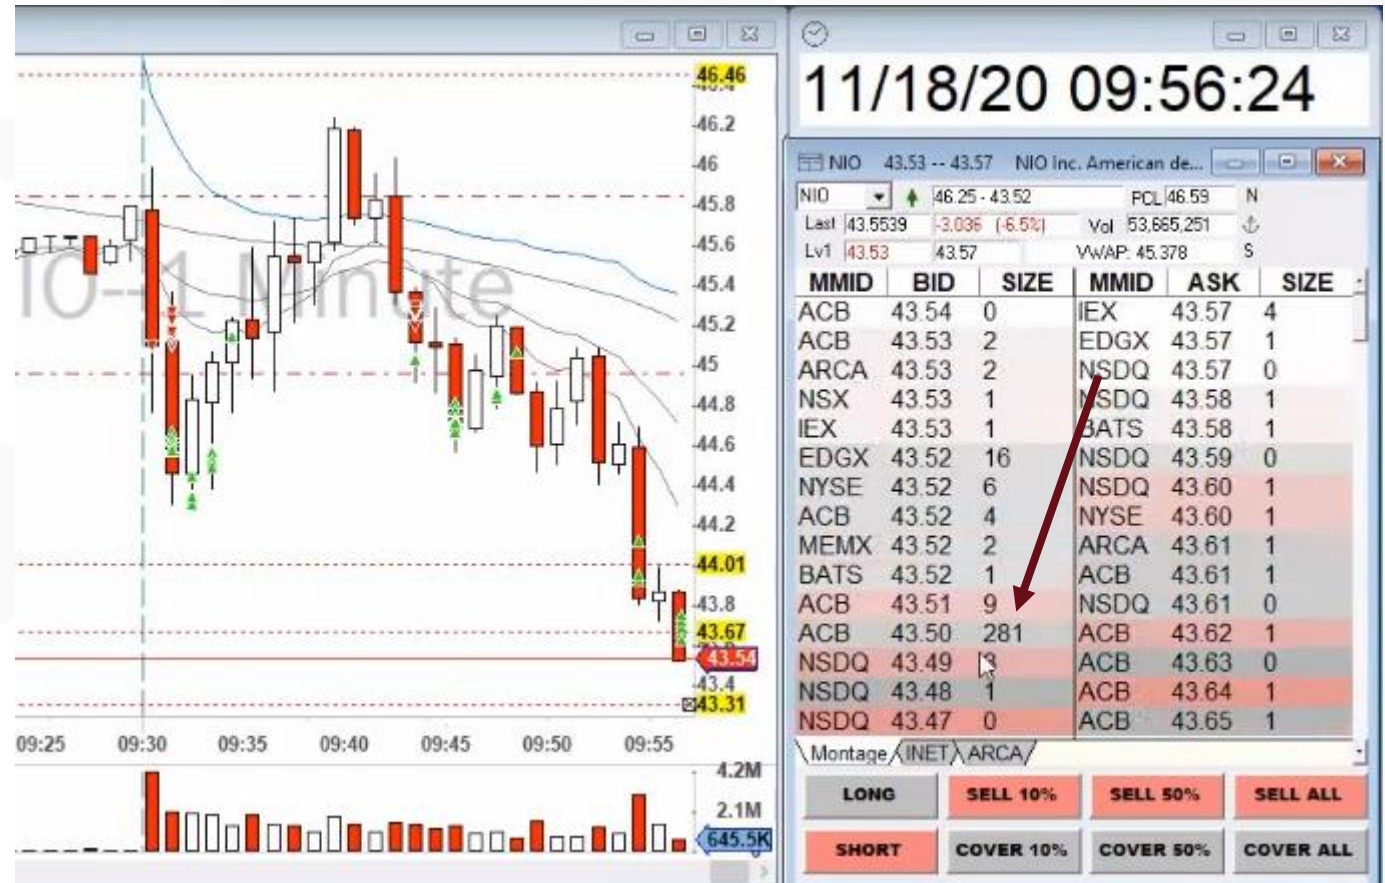 46.46
46.4
46.2
46
45.8
45.6
45.4
45.2
45
44.8
44.6
44.4
44.2
44.01
43.8
43.67
43.54
43.4
43.31
IO--1 Minute
09:25 09:30 09:35 09:40 09:45 09:50 09:55
4.2M
2.1M
645.5K
0
11/18/20 09:56:24
NIO 43.53 -- 43.57 NIO Inc. American de...
NIO 46.25 - 43.52 PCL 46.59 N
Last 43.5539 -3.036 (-6.5%) Vol 53,665,251
Lv1 43.53 43.57 VWAP: 45.378 S
MMID BID SIZE MMID ASK SIZE
ACB 43.54 0 IEX 43.57 4
ACB 43.53 2 EDGX 43.57 1
ARCA 43.53 2 NSDQ 43.57 0
NSX 43.53 1 NSDQ 43.58 1
IEX 43.53 1 BATS 43.58 1
EDGX 43.52 16 NSDQ 43.59 0
NYSE 43.52 6 NSDQ 43.60 1
ACB 43.52 4 NYSE 43.60 1
MEMX 43.52 2 ARCA 43.61 1
BATS 43.52 1 ACB 43.61 1
ACB 43.51 9 NSDQ 43.61 0
ACB 43.50 281 ACB 43.62 1
NSDQ 43.49 ACB 43.63 0
NSDQ 43.48 1 ACB 43.64 1
NSDQ 43.47 0 ACB 43.65 1
Montage INET ARCA
LONG SELL 10% SELL 50% SELL ALL
SHORT COVER 10% COVER 50% COVER ALL